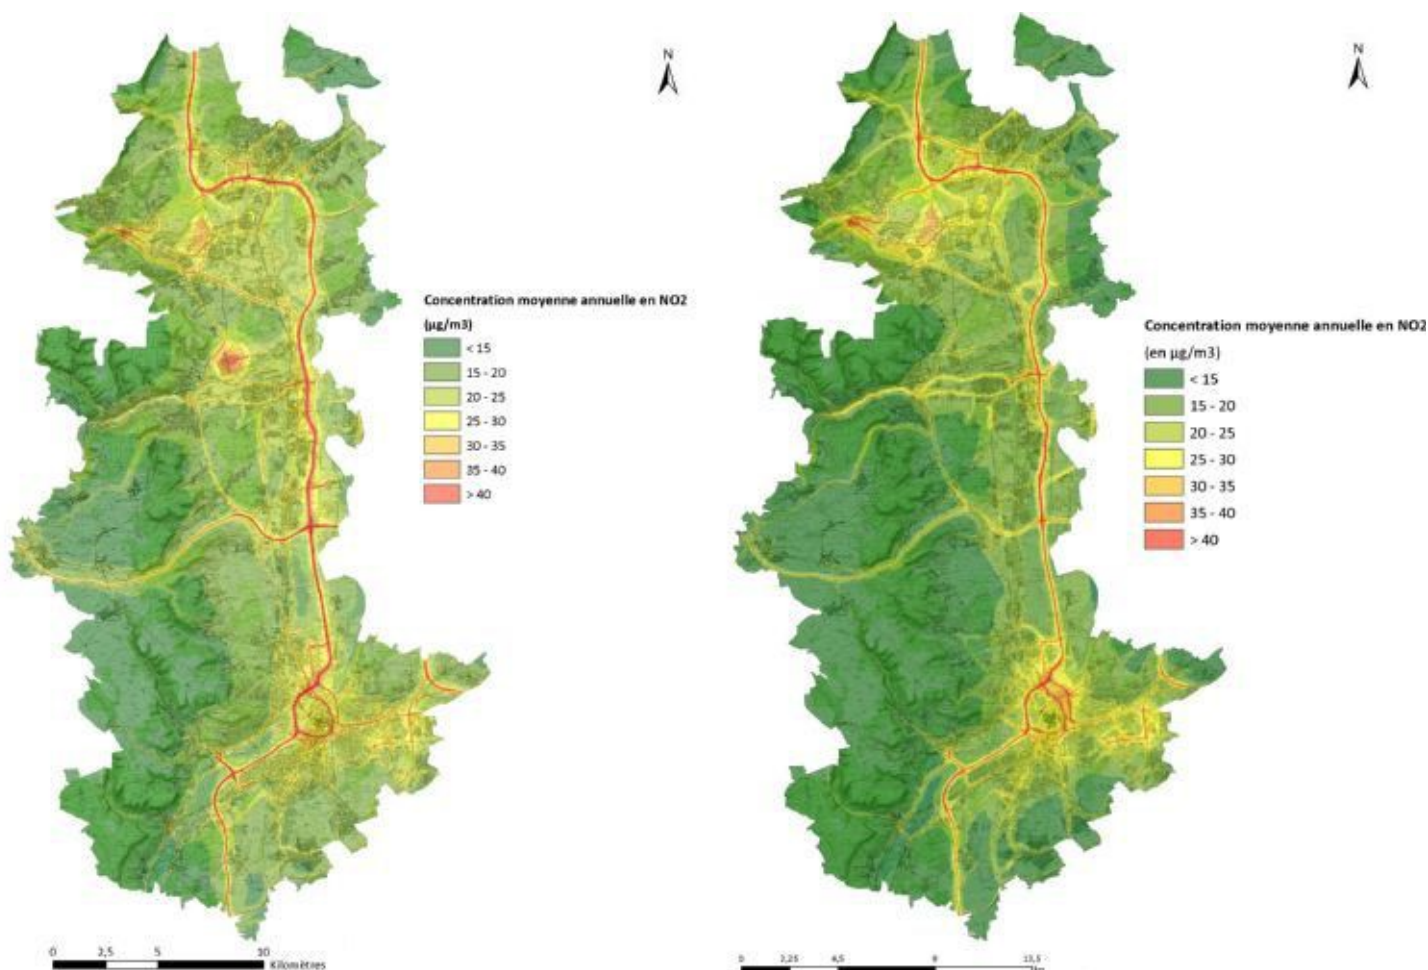 N
N
Concentration moyenne annuelle en NO2
(µg/m3)
< 15
15 - 20
20 - 25
25 - 30
30 - 35
35 - 40
> 40
Concentration moyenne annuelle en NO2
(en µg/m3)
< 15
15 - 20
20 - 25
25 - 30
30 - 35
35 - 40
> 40
0 2,5 5 10
Kilomètres
0 2,25 4,5 9 13,5